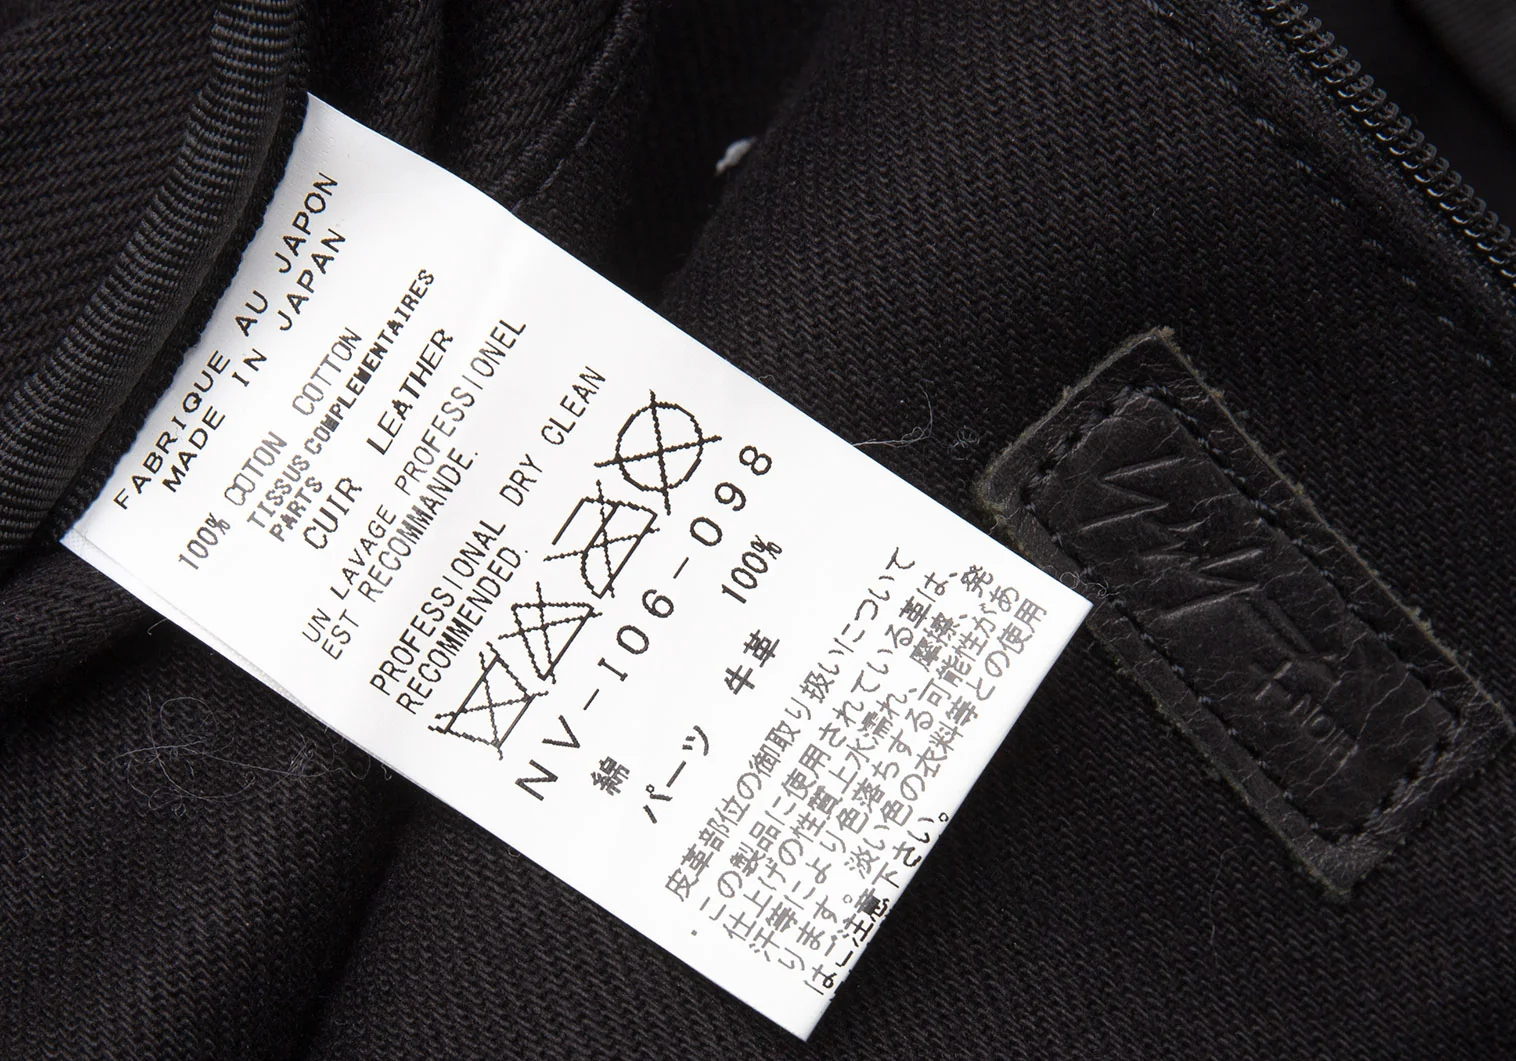 FABRIQUE AU JAPON
MADE IN JAPAN
100% COTON COTTON
TISSUS COMPLEMENTAIRES
PARTS
CUIR LEATHER
UN LAVAGE PROFESSIONEL
EST RECOMMANDE.
PROFESSIONAL DRY CLEAN
RECOMMENDED.
NV-I06-098
綿 100%
パーツ 牛革
皮革部位の御取り扱いについて
・この製品に使用されている革は、
仕上げの性質上水濡れ、摩擦、発
汗等により色落ちする可能性があ
ります。淡い色の衣料等との使用
はご注意下さい。
NOIR